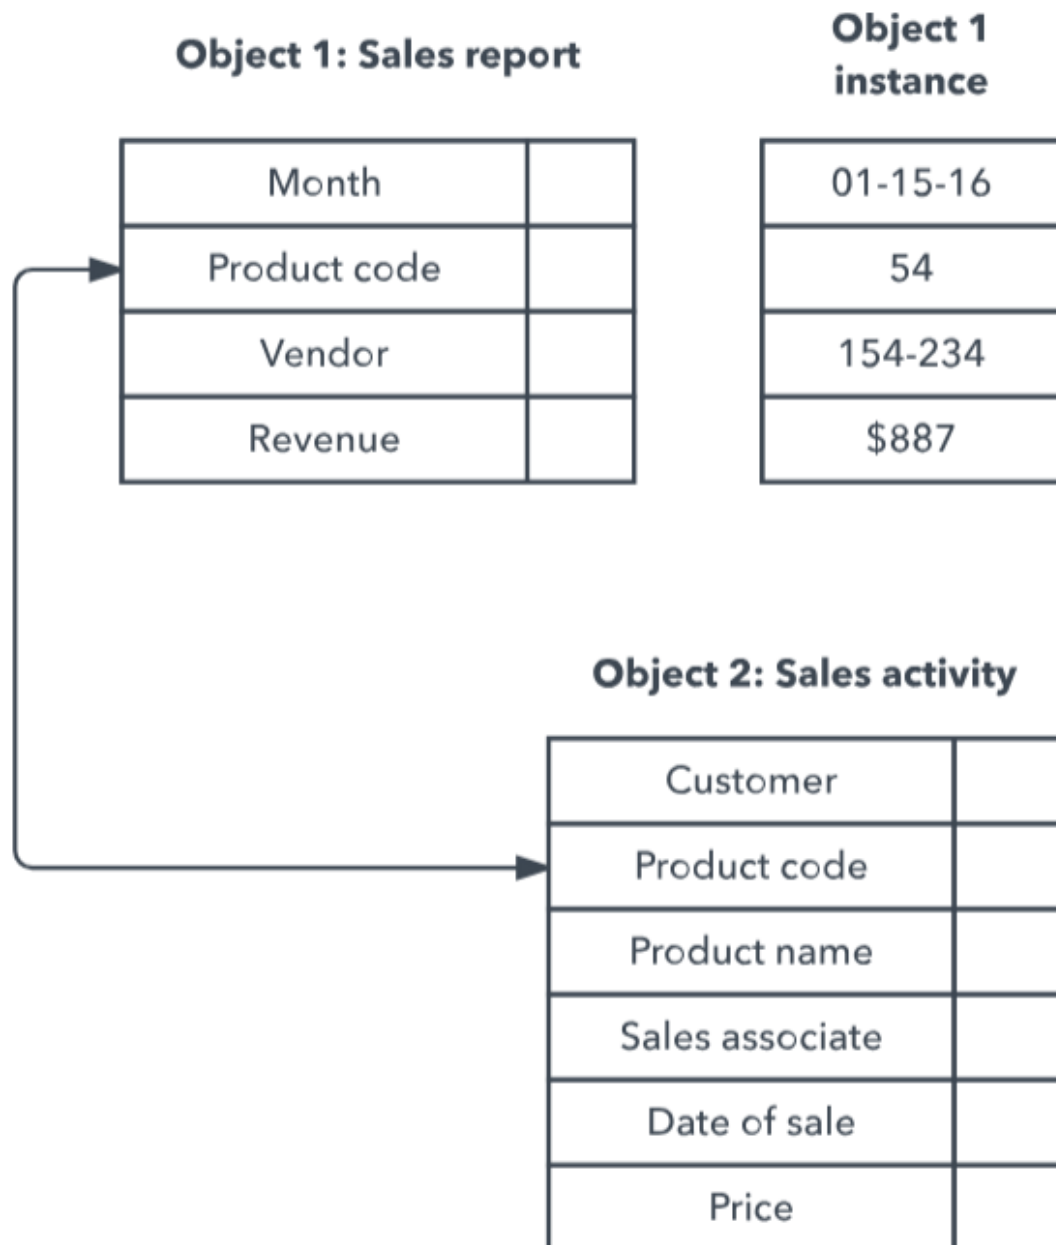 Object 1: Sales report
Object 1
instance
Month
Product code
Vendor
Revenue
01-15-16
54
154-234
$887
Object 2: Sales activity
Customer
Product code
Product name
Sales associate
Date of sale
Price